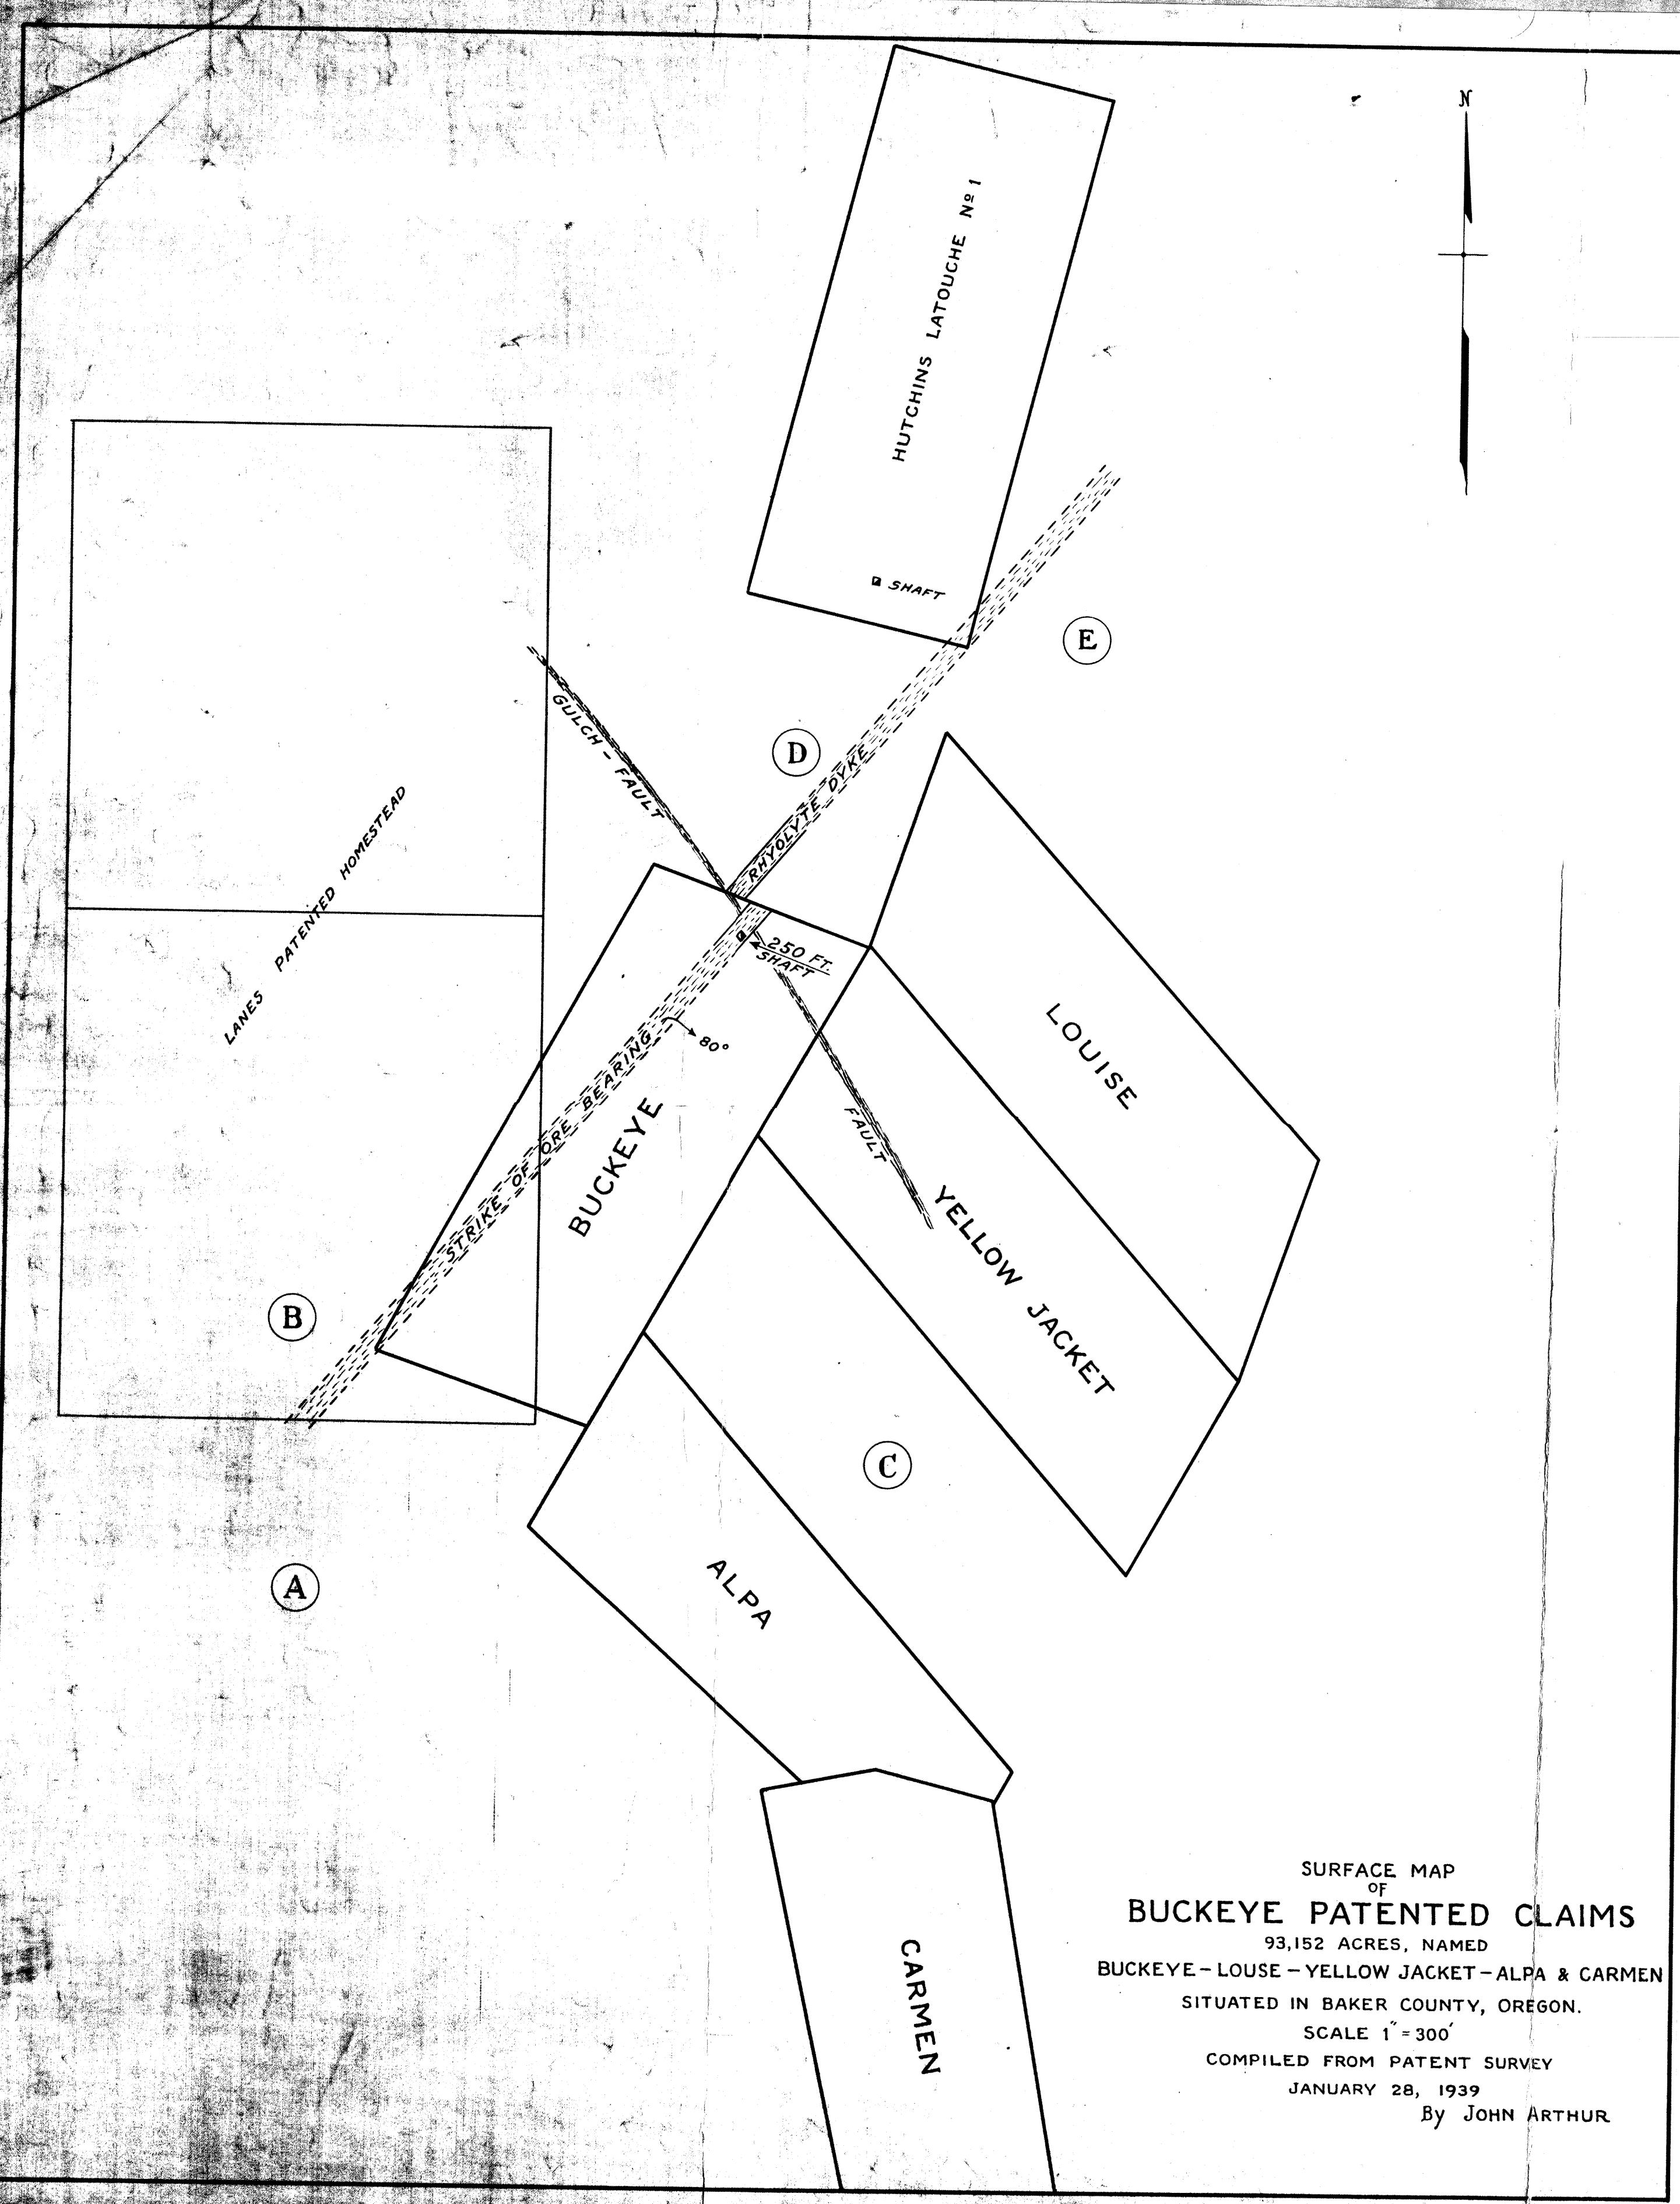 N
HUTCHINS LATOUCHE Nº 1
SHAFT
E
GULCH - FAULT
D
RHYOLYTE DYKE
LANES PATENTED HOMESTEAD
250 FT.
SHAFT
80°
STRIKE OF ORE BEARING
BUCKEYE
LOUISE
FAULT
YELLOW JACKET
B
C
A
ALPA
CARMEN
SURFACE MAP
OF
BUCKEYE PATENTED CLAIMS
93,152 ACRES, NAMED
BUCKEYE-LOUSE-YELLOW JACKET-ALPA & CARMEN
SITUATED IN BAKER COUNTY, OREGON.
SCALE 1" = 300'
COMPILED FROM PATENT SURVEY
JANUARY 28, 1939
By JOHN ARTHUR